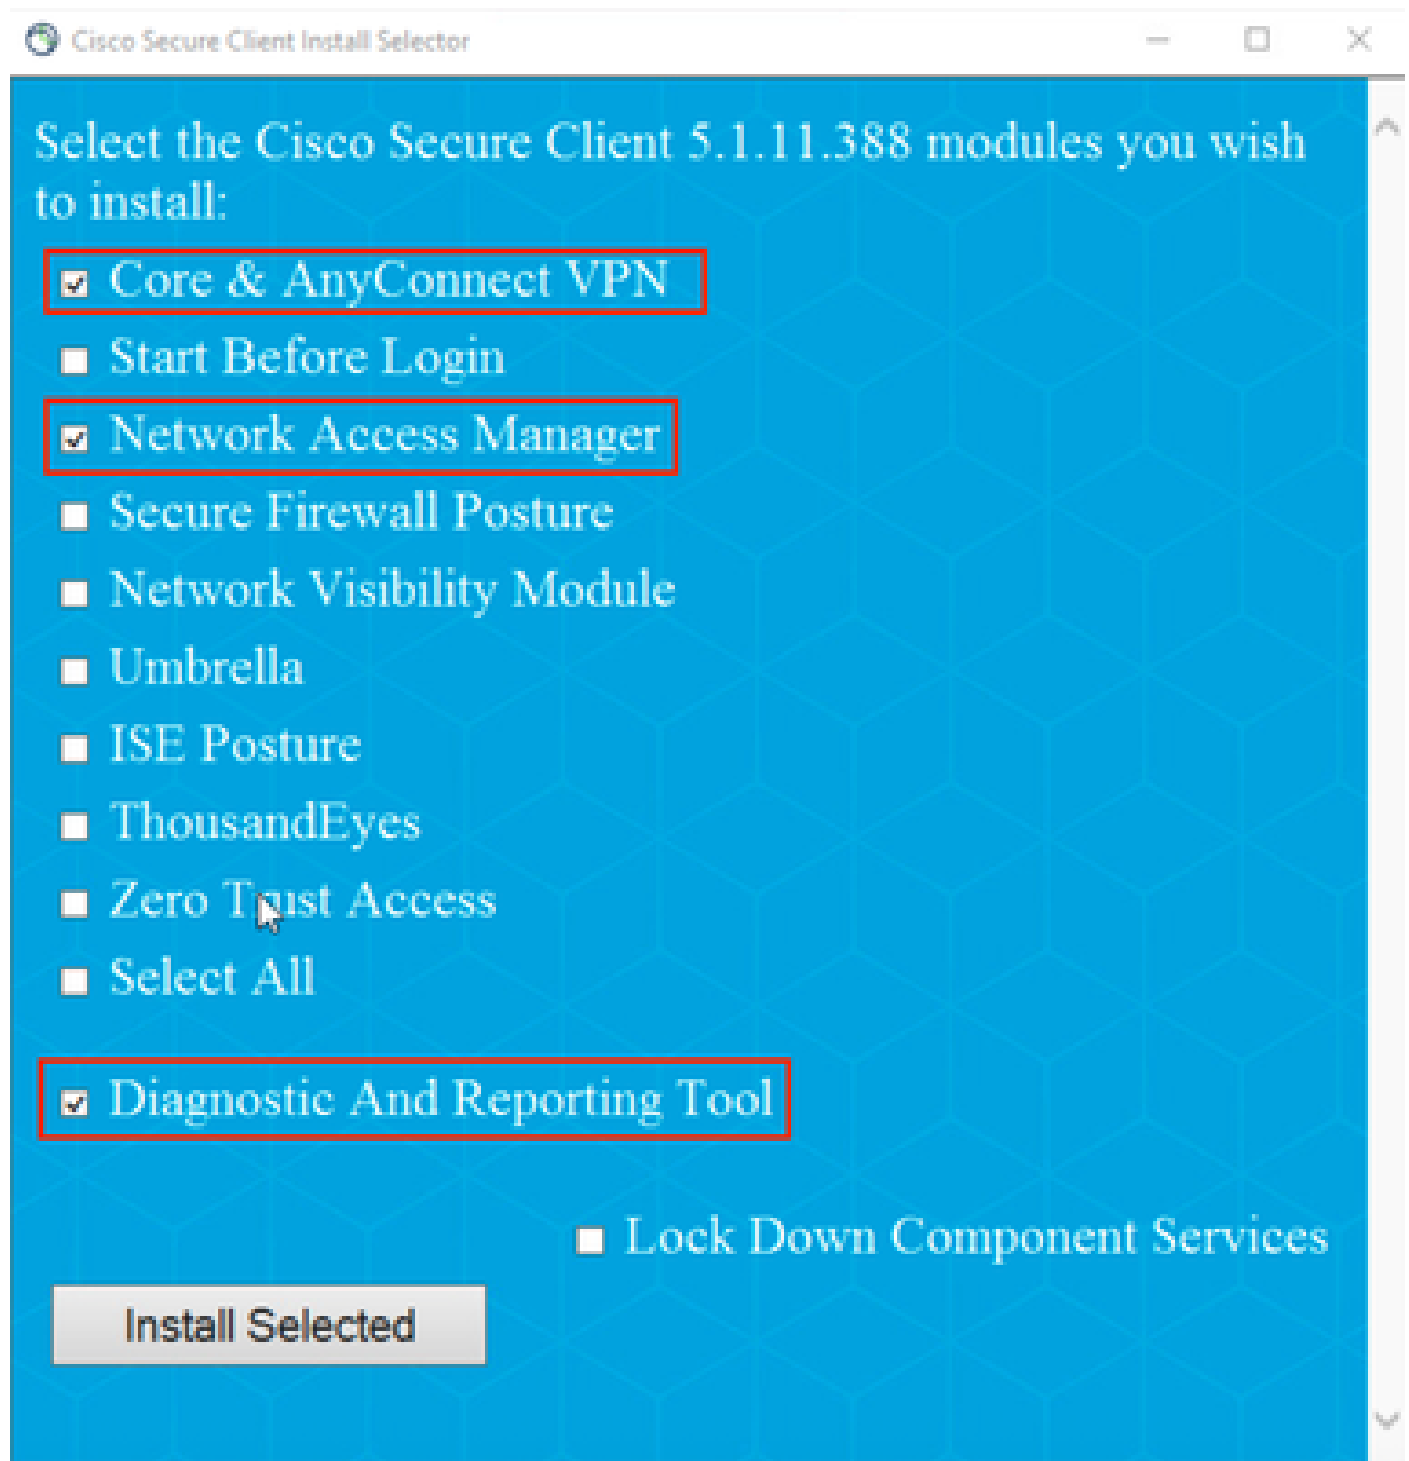 Cisco Secure Client Install Selector
Select the Cisco Secure Client 5.1.11.388 modules you wish
to install:
Core & AnyConnect VPN
Start Before Login
Network Access Manager
Secure Firewall Posture
Network Visibility Module
Umbrella
ISE Posture
ThousandEyes
Zero Trust Access
Select All
Diagnostic And Reporting Tool
Lock Down Component Services
Install Selected